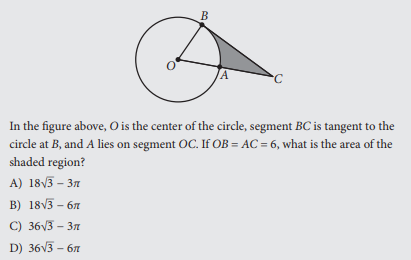 B
O
A
C
In the figure above, O is the center of the circle, segment BC is tangent to the
circle at B, and A lies on segment OC. If OB = AC = 6, what is the area of the
shaded region?
A) 18√3 – 3π
B) 18√3 – 6π
C) 36√3 – 3π
D) 36√3 – 6π